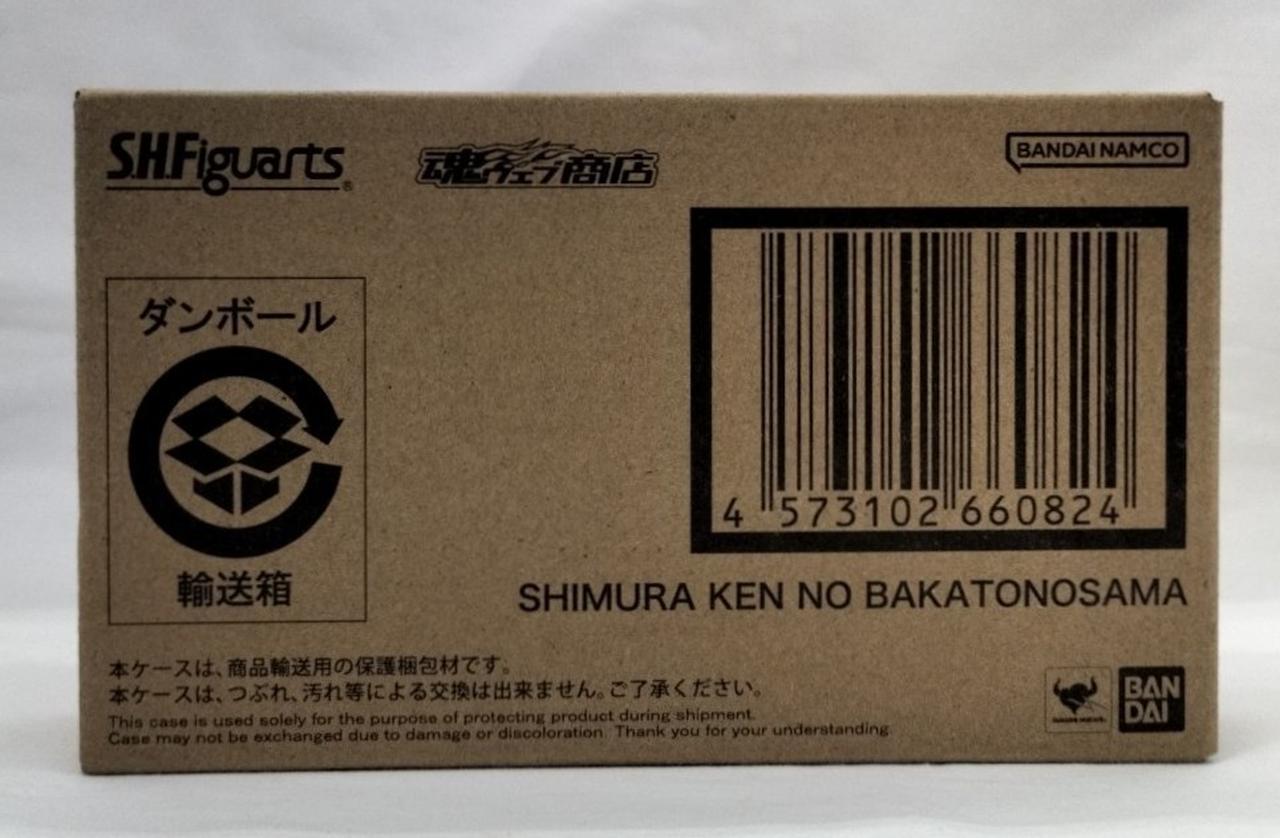 S.H.Figuarts®
魂ウェブ商店
BANDAI NAMCO
ダンボール
輸送箱
4 573102 660824
SHIMURA KEN NO BAKATONOSAMA
本ケースは、商品輸送用の保護梱包材です。
本ケースは、つぶれ、汚れ等による交換は出来ません。ご了承ください。
This case is used solely for the purpose of protecting product during shipment.
Case may not be exchanged due to damage or discoloration. Thank you for your understanding.
BAN
DAI